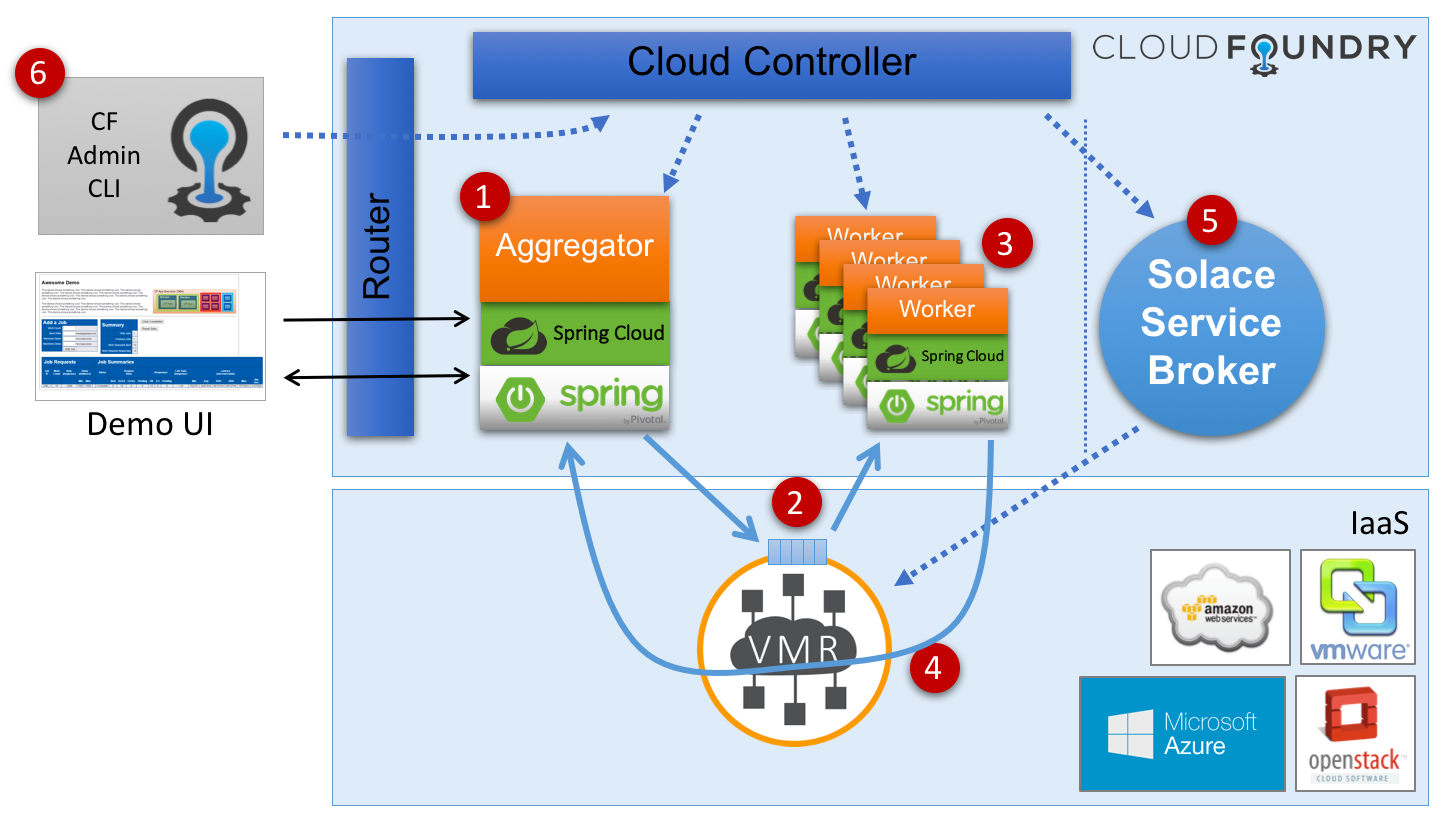 Cloud Controller
CLOUD FOUNDRY
6
CF
Admin
CLI
Router
1
Aggregator
Spring Cloud
spring
by Pivotal
Worker
Worker
Worker
Worker
Spring Cloud
spring
by Pivotal
3
5
Solace
Service
Broker
Awesome Demo
Add a Job
Summary
Job Requests
Job Summaries
Demo UI
2
VMR
4
IaaS
amazon
web services™
vmware®
Microsoft
Azure
openstack™
CLOUD SOFTWARE